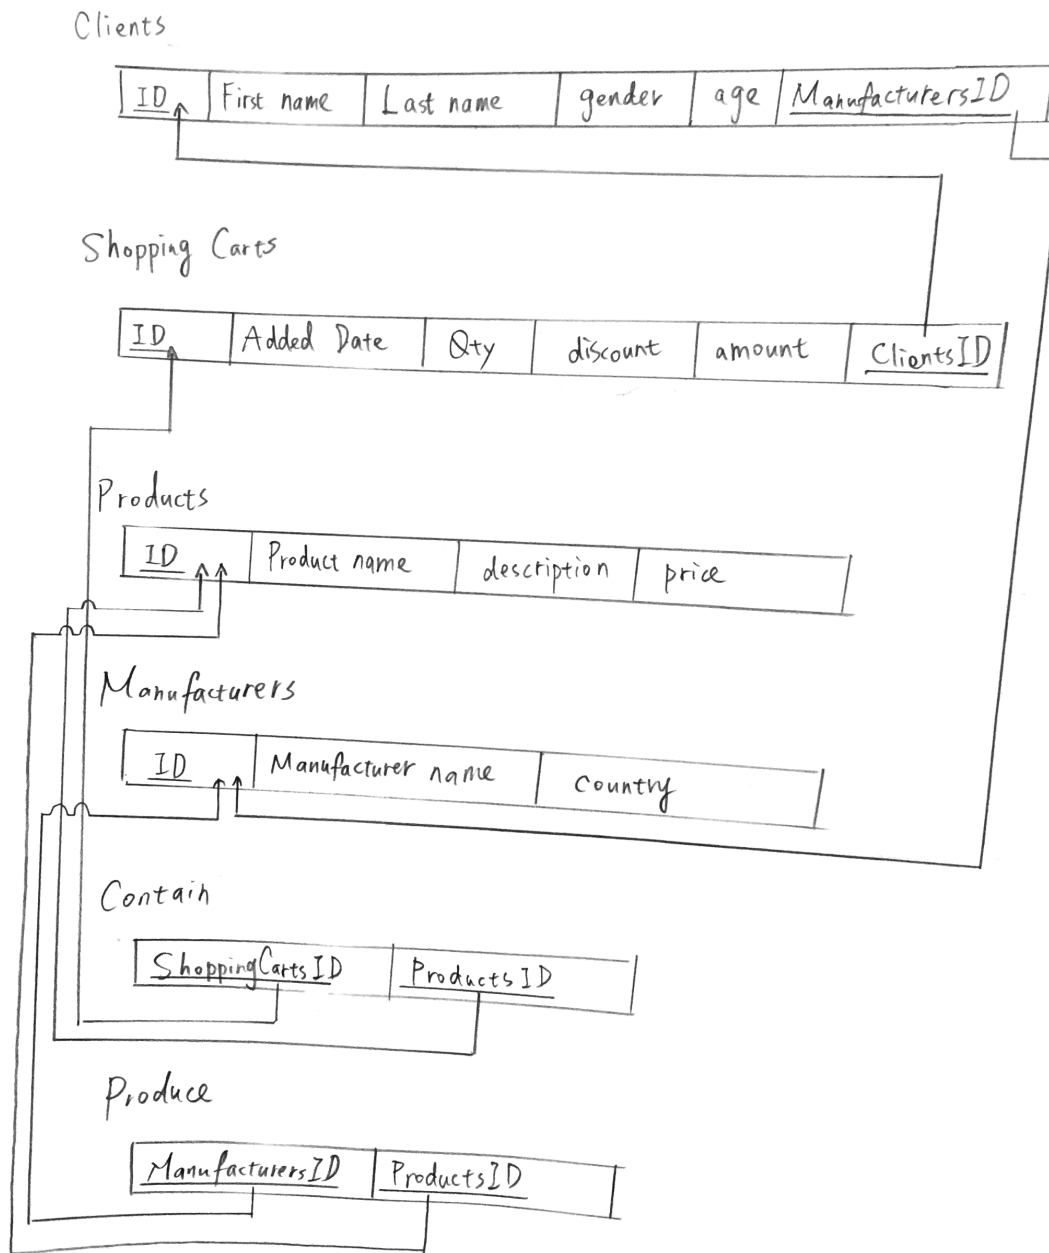 Clients
ID First name Last name gender age ManufacturersID
Shopping Carts
ID Added Date Qty discount amount ClientsID
Products
ID Product name description price
Manufacturers
ID Manufacturer name Country
Contain
ShoppingCartsID ProductsID
Produce
ManufacturersID ProductsID